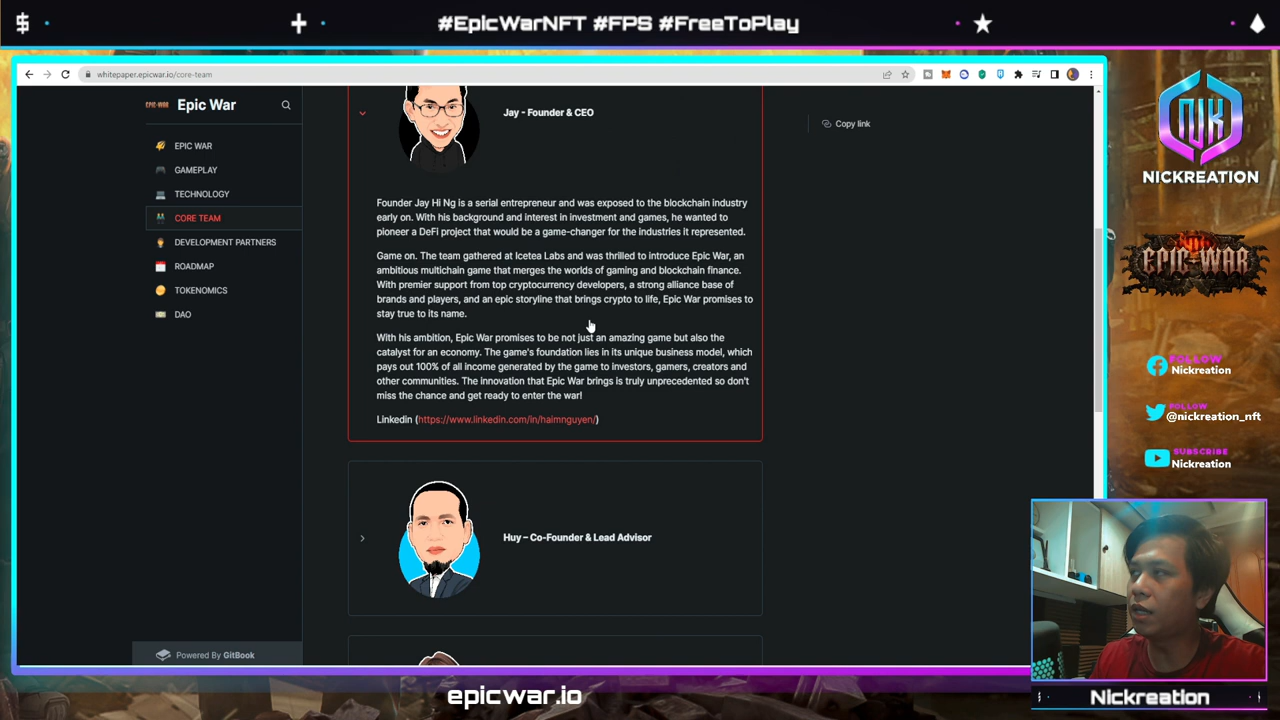 #EpicWarNFT #FPS #FreeToPlay
whitepaper.epicwar.io/core-team
EPIC-WAR
Epic War
EPIC WAR
GAMEPLAY
TECHNOLOGY
CORE TEAM
DEVELOPMENT PARTNERS
ROADMAP
TOKENOMICS
DAO
Powered By GitBook
Jay - Founder & CEO
Copy link
Founder Jay Hi Ng is a serial entrepreneur and was exposed to the blockchain industry
early on. With his background and interest in investment and games, he wanted to
pioneer a DeFi project that would be a game-changer for the industries it represented.
Game on. The team gathered at Icetea Labs and was thrilled to introduce Epic War, an
ambitious multichain game that merges the worlds of gaming and blockchain finance.
With premier support from top cryptocurrency developers, a strong alliance base of
brands and players, and an epic storyline that brings crypto to life, Epic War promises to
stay true to its name.
With his ambition, Epic War promises to be not just an amazing game but also the
catalyst for an economy. The game's foundation lies in its unique business model, which
pays out 100% of all income generated by the game to investors, gamers, creators and
other communities. The innovation that Epic War brings is truly unprecedented so don't
miss the chance and get ready to enter the war!
Linkedin (https://www.linkedin.com/in/haimnguyen/)
Huy – Co-Founder & Lead Advisor
NK
NICKREATION
EPIC-WAR
FOLLOW
Nickreation
FOLLOW
@nickreation_nft
SUBSCRIBE
Nickreation
Nickreation
epicwar.io